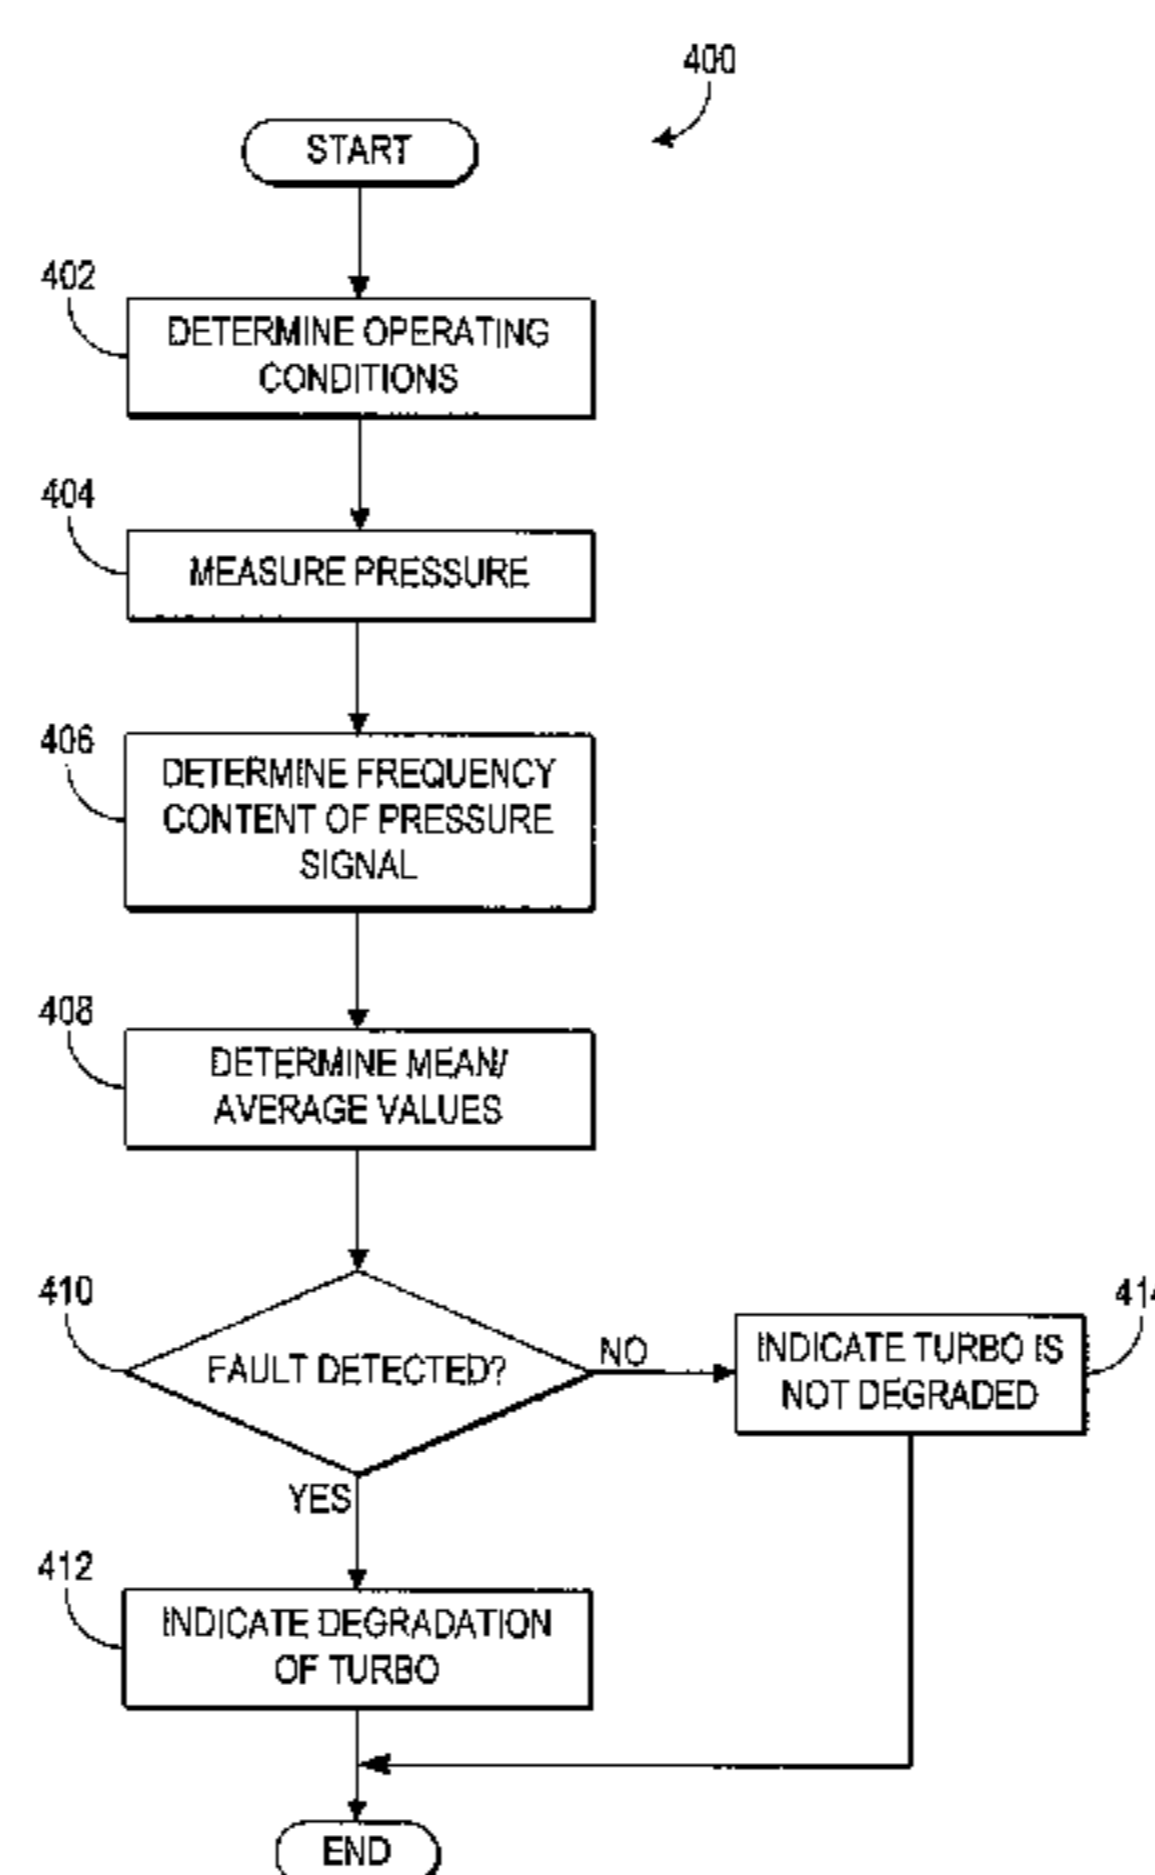 400
START
402
DETERMINE OPERATING
CONDITIONS
404
MEASURE PRESSURE
406
DETERMINE FREQUENCY
CONTENT OF PRESSURE
SIGNAL
408
DETERMINE MEAN/
AVERAGE VALUES
410
FAULT DETECTED?
NO
INDICATE TURBO IS
NOT DEGRADED
414
YES
412
INDICATE DEGRADATION
OF TURBO
END